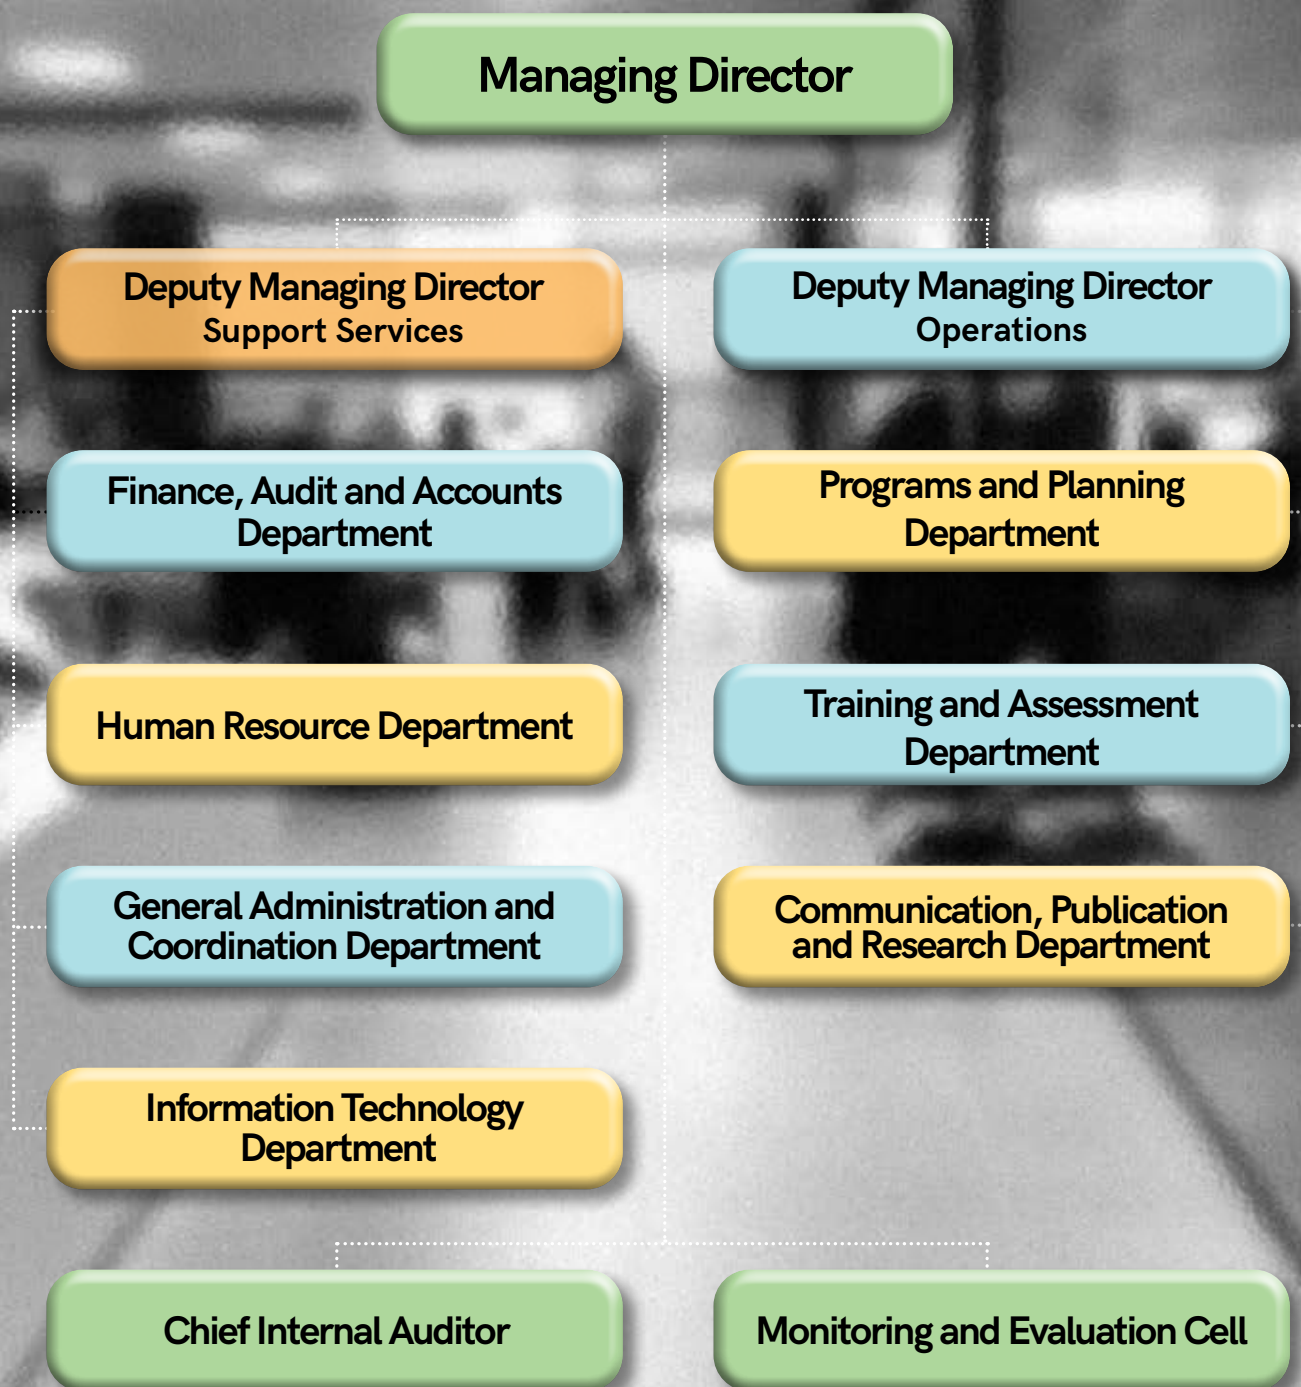 Managing Director
Deputy Managing Director
Support Services
Deputy Managing Director
Operations
Finance, Audit and Accounts
Department
Programs and Planning
Department
Human Resource Department
Training and Assessment
Department
General Administration and
Coordination Department
Communication, Publication
and Research Department
Information Technology
Department
Chief Internal Auditor
Monitoring and Evaluation Cell